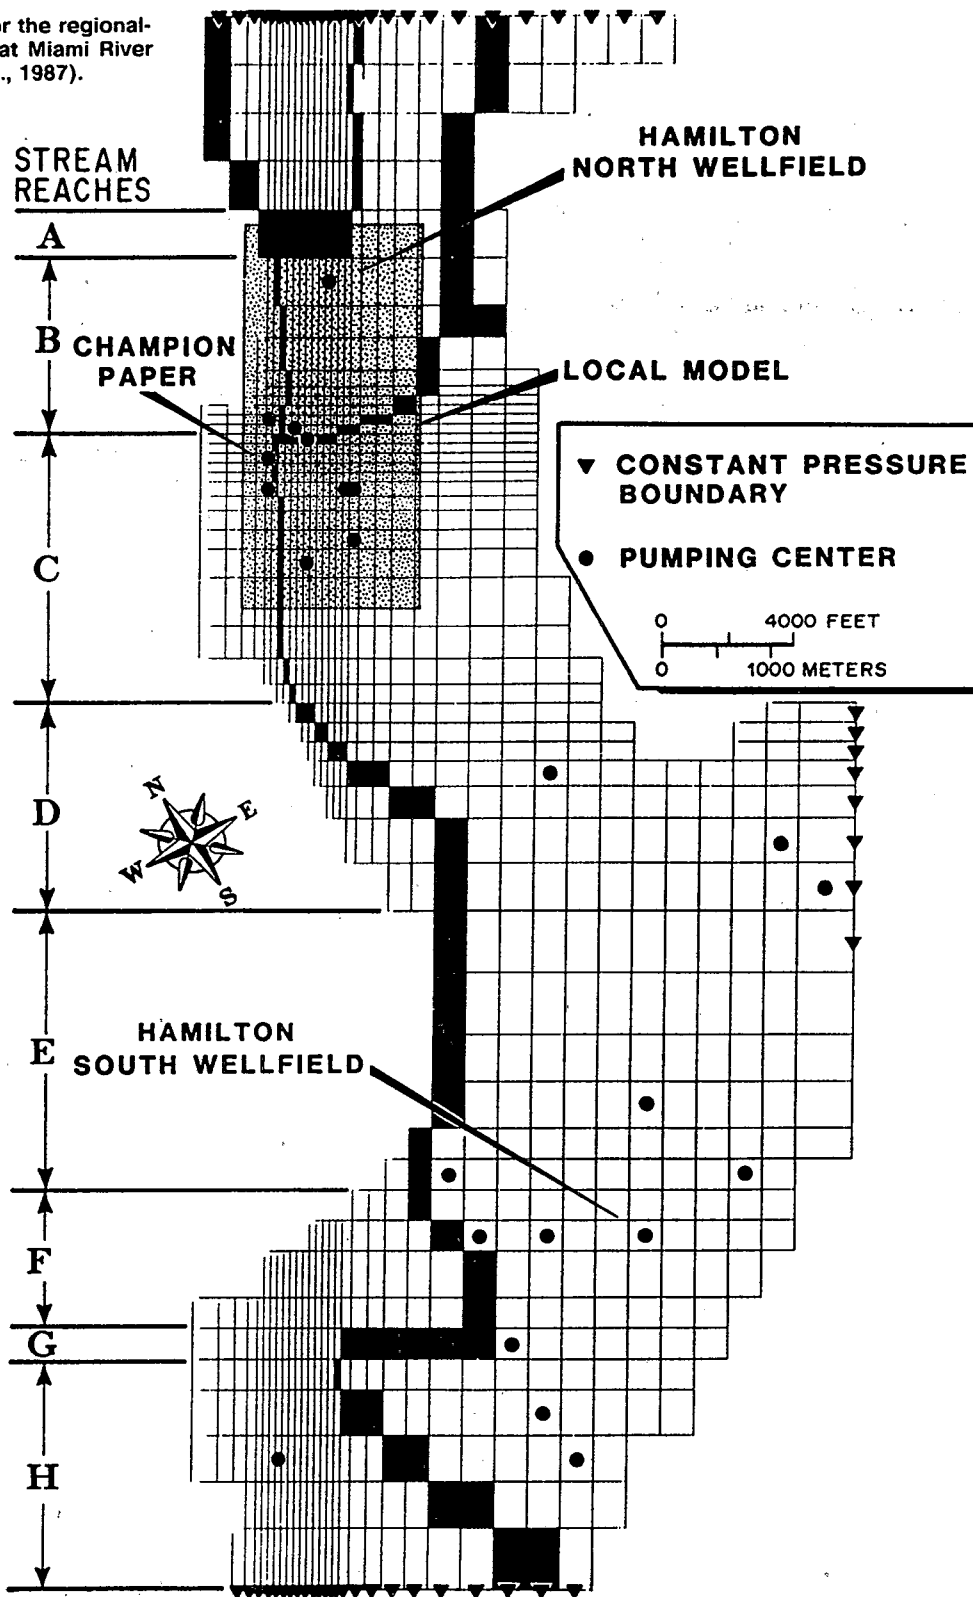 or the regional-
at Miami River
., 1987).
HAMILTON
NORTH WELLFIELD
STREAM
REACHES
A
B
CHAMPION
PAPER
LOCAL MODEL
CONSTANT PRESSURE
BOUNDARY
PUMPING CENTER
C
0 4000 FEET
0 1000 METERS
D
N
E
W
S
E
HAMILTON
SOUTH WELLFIELD
F
G
H